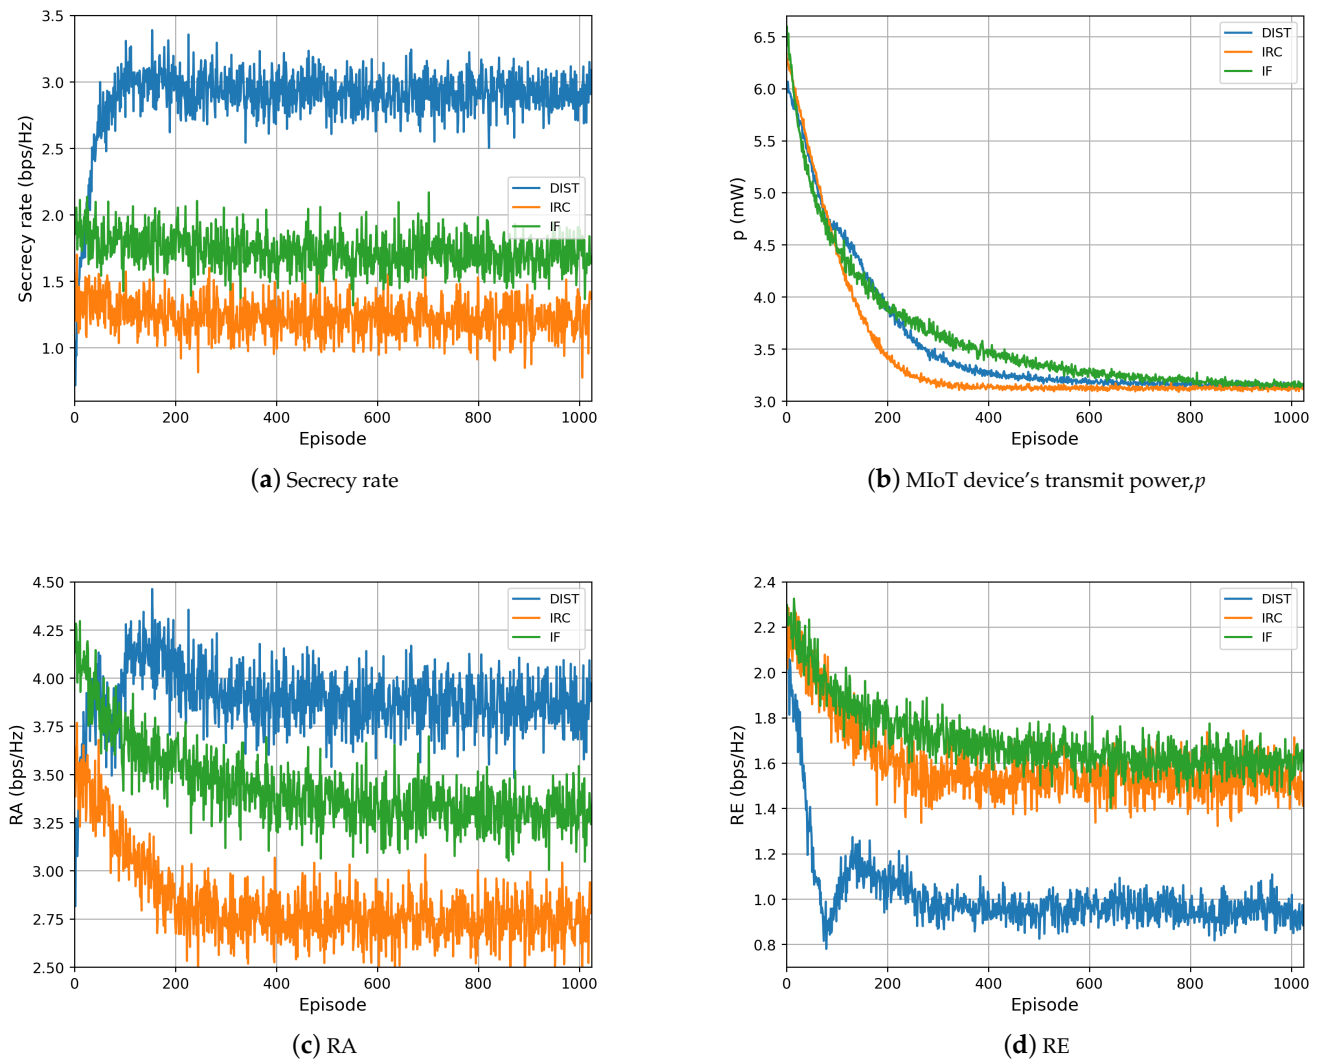 3.5
3.0
2.5
2.0
1.5
1.0
Secrecy rate (bps/Hz)
DIST
IRC
IF
0 200 400 600 800 1000
Episode
(a) Secrecy rate
6.5
6.0
5.5
5.0
4.5
4.0
3.5
3.0
p (mW)
DIST
IRC
IF
0 200 400 600 800 1000
Episode
(b) MIoT device's transmit power,p
4.50
4.25
4.00
3.75
3.50
3.25
3.00
2.75
2.50
RA (bps/Hz)
DIST
IRC
IF
0 200 400 600 800 1000
Episode
(c) RA
2.4
2.2
2.0
1.8
1.6
1.4
1.2
1.0
0.8
RE (bps/Hz)
DIST
IRC
IF
0 200 400 600 800 1000
Episode
(d) RE